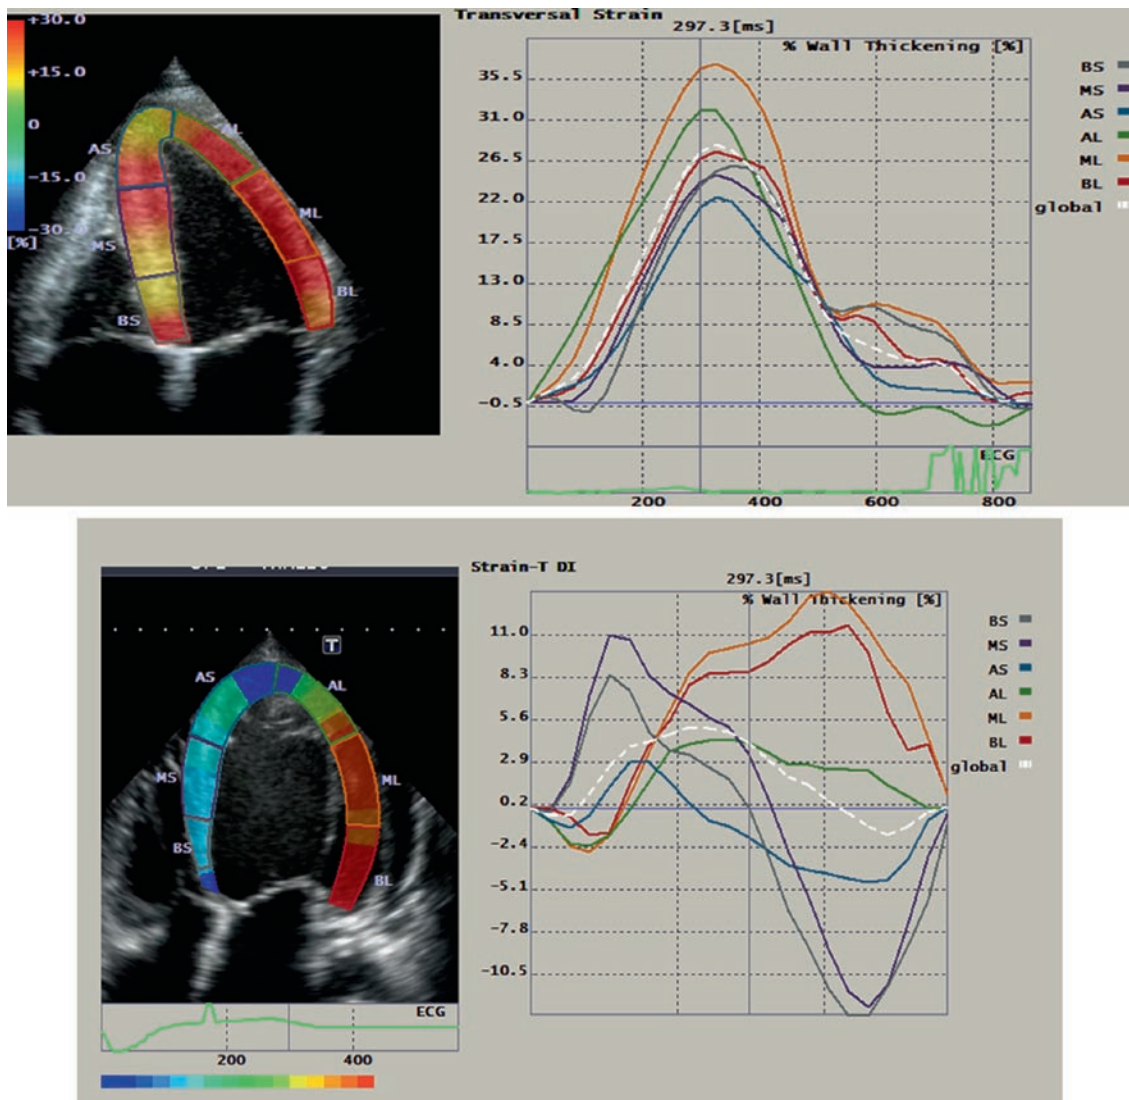 Transversal Strain
297.3[ms]
% Wall Thickening [%]
+30.0
+15.0
0
-15.0
-30.0
[%]
AS
AL
MS
ML
BS
BL
35.5
31.0
26.5
22.0
17.5
13.0
8.5
4.0
-0.5
BS
MS
AS
AL
ML
BL
global
ECG
200
400
600
800
Strain-T DI
297.3[ms]
% Wall Thickening [%]
T
AS
AL
MS
ML
BS
BL
11.0
8.3
5.6
2.9
0.2
-2.4
-5.1
-7.8
-10.5
BS
MS
AS
AL
ML
BL
global
ECG
200
400